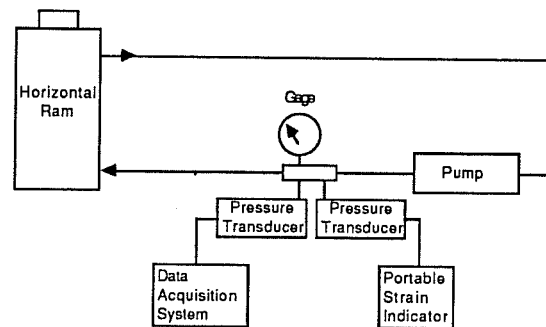 Horizontal
Ram
Gage
Pump
Pressure
Transducer
Pressure
Transducer
Data
Acquisition
System
Portable
Strain
Indicator